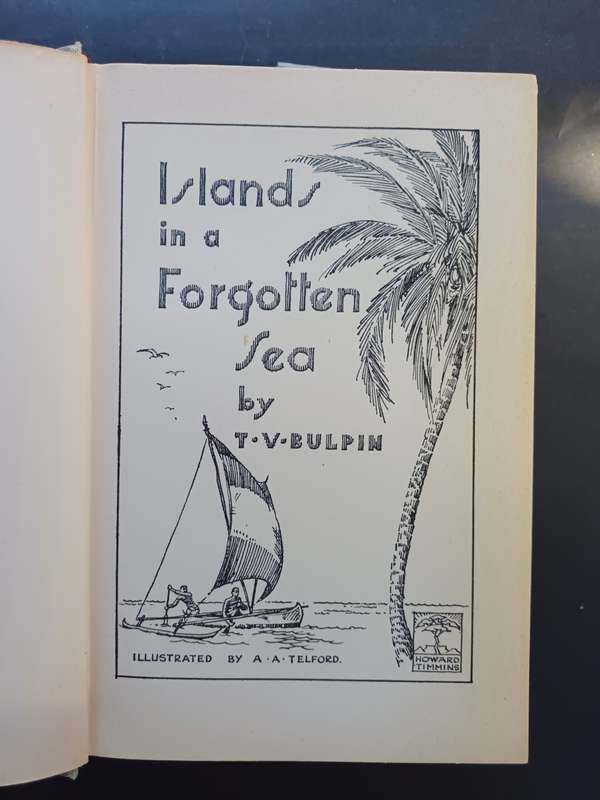 Islands
in a
Forgotten
Sea
by
T·V·BULPIN
ILLUSTRATED BY A·A·TELFORD.
HOWARD
TIMMINS